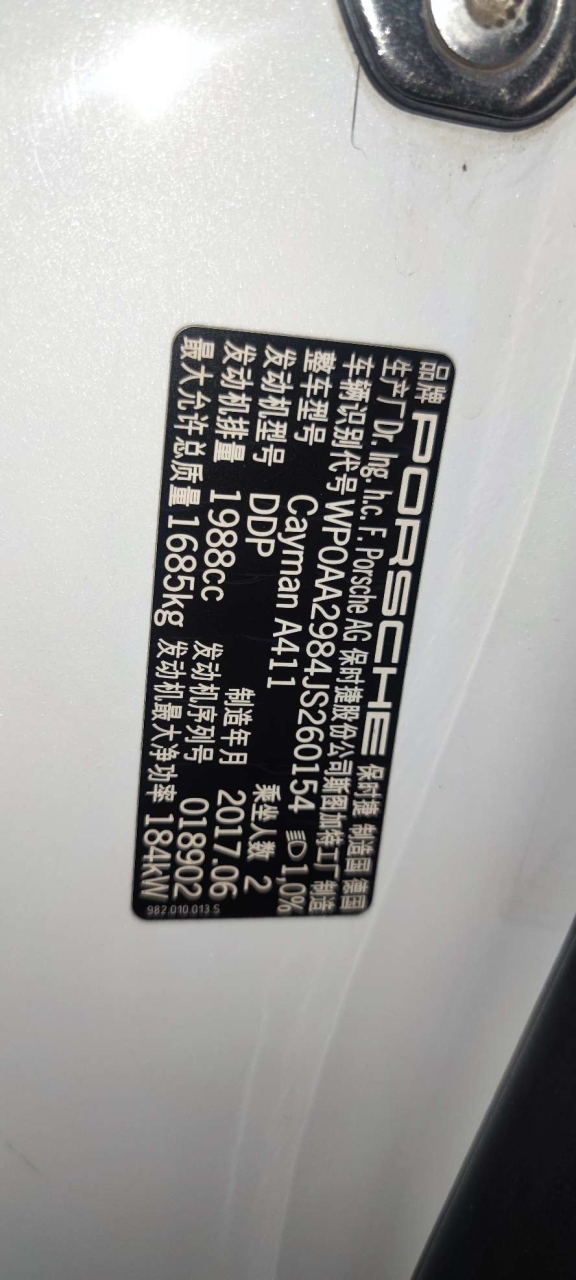 品牌 PORSCHE 保时捷 制造国 德国
生产厂 Dr. Ing. h.c. F. Porsche AG 保时捷股份公司斯图加特工厂 制造
车辆识别代号 WP0AA2984JS260154 1,0%
整车型号 Cayman A411 乘坐人数 2
发动机型号 DDP 制造年月 2017.06
发动机排量 1988cc 发动机序列号 018902
最大允许总质量 1685kg 发动机最大净功率 184kW
982.010.013 S